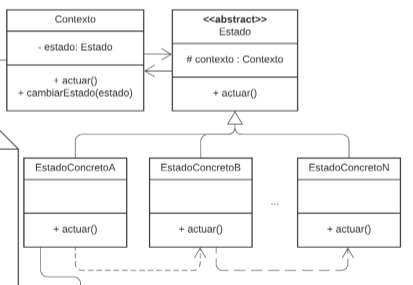 Contexto
- estado: Estado
+ actuar()
+ cambiarEstado(estado)
<<abstract>>
Estado
# contexto : Contexto
+ actuar()
EstadoConcretoA
+ actuar()
EstadoConcretoB
+ actuar()
...
EstadoConcretoN
+ actuar()